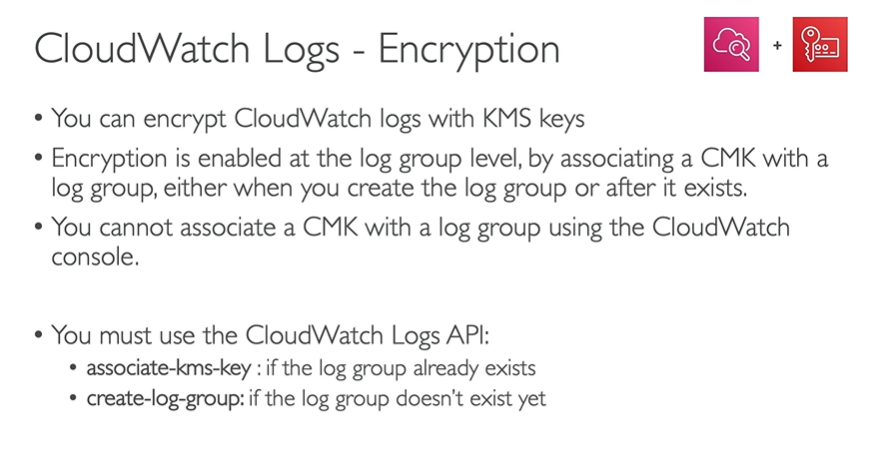 CloudWatch Logs - Encryption
+
• You can encrypt CloudWatch logs with KMS keys
• Encryption is enabled at the log group level, by associating a CMK with a
log group, either when you create the log group or after it exists.
• You cannot associate a CMK with a log group using the CloudWatch
console.
• You must use the CloudWatch Logs API:
• associate-kms-key : if the log group already exists
• create-log-group: if the log group doesn't exist yet